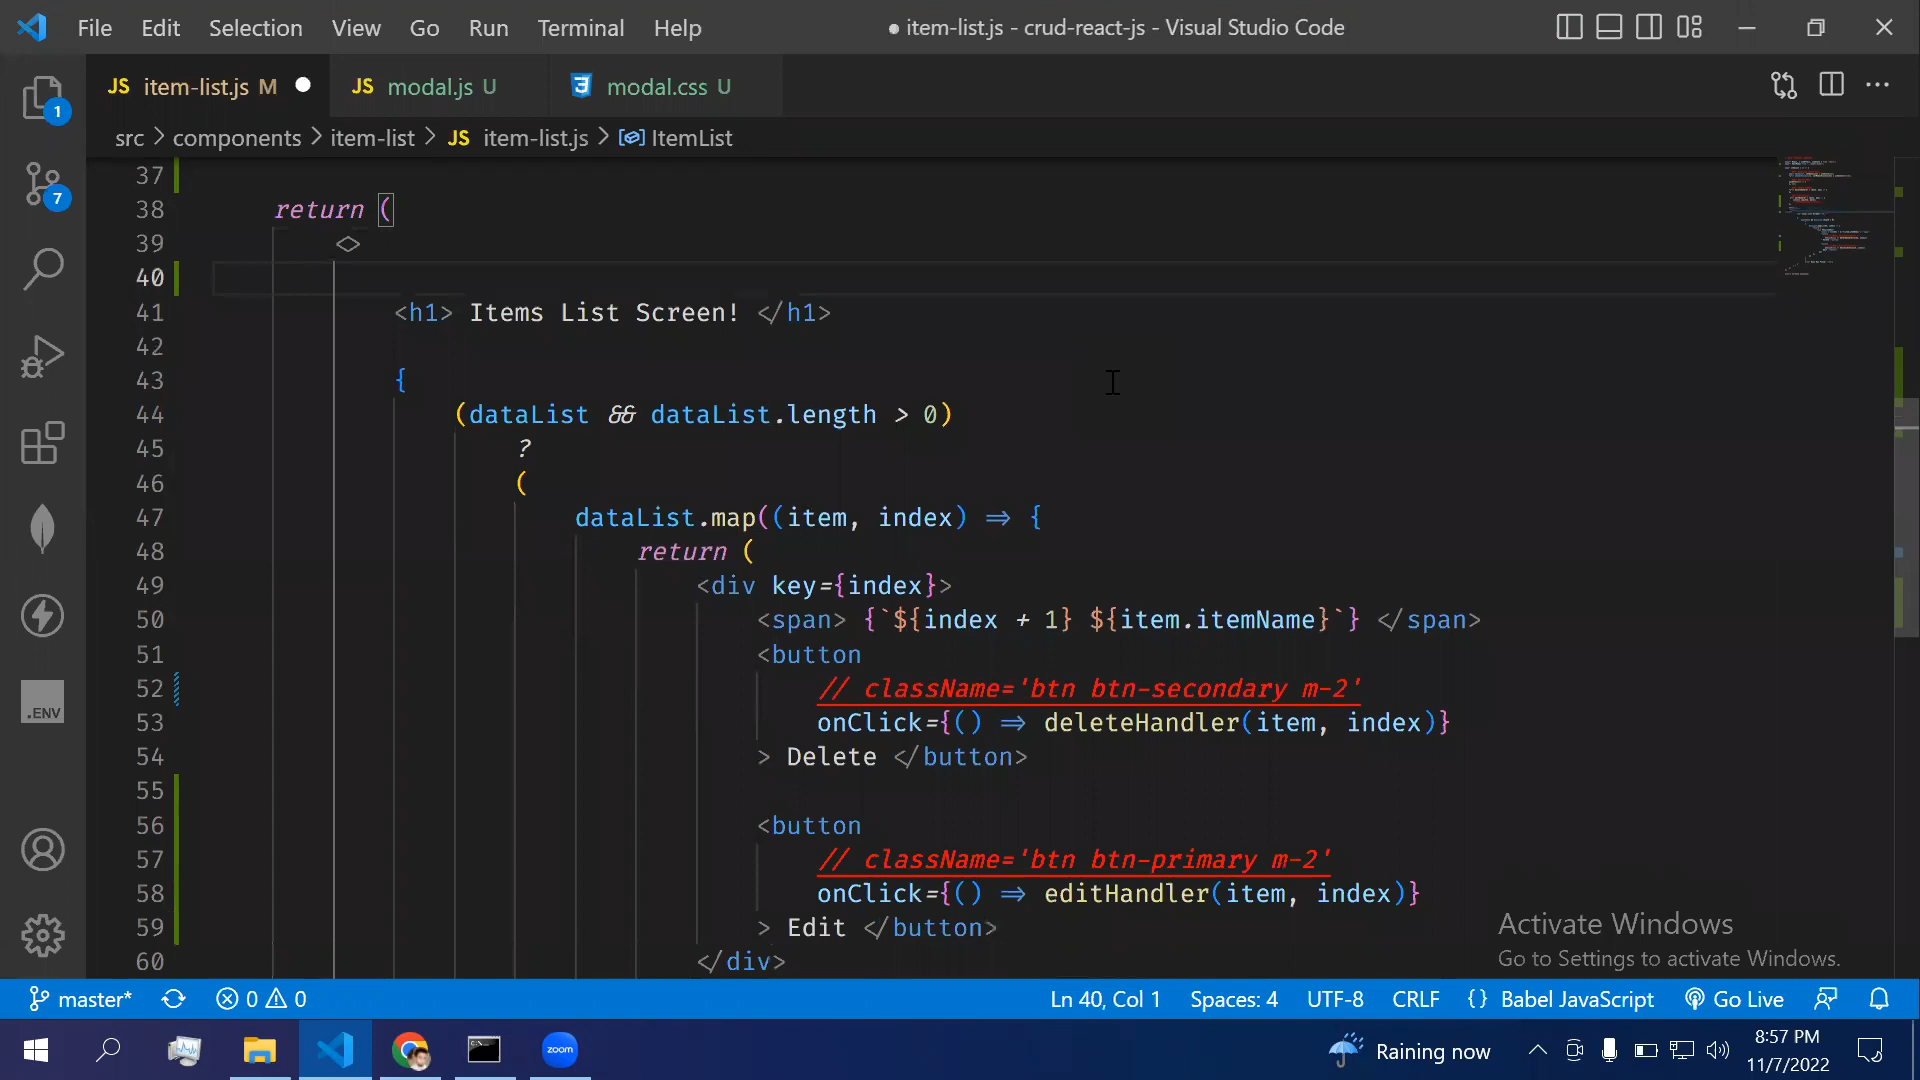 File Edit Selection View Go Run Terminal Help
● item-list.js - crud-react-js - Visual Studio Code
JS item-list.js M ● JS modal.js U modal.css U
src > components > item-list > JS item-list.js > ItemList
1
7
.ENV
37
38 return (
39 <>
40
41 <h1> Items List Screen! </h1>
42
43 {
44 (dataList && dataList.length > 0)
45 ?
46 (
47 dataList.map((item, index) => {
48 return (
49 <div key={index}>
50 <span> {`${index + 1} ${item.itemName}`} </span>
51 <button
52 // className='btn btn-secondary m-2'
53 onClick={() => deleteHandler(item, index)}
54 > Delete </button>
55
56 <button
57 // className='btn btn-primary m-2'
58 onClick={() => editHandler(item, index)}
59 > Edit </button>
60 </div>
Activate Windows
Go to Settings to activate Windows.
master* 0 0 Ln 40, Col 1 Spaces: 4 UTF-8 CRLF {} Babel JavaScript Go Live
zoom
Raining now
8:57 PM
11/7/2022